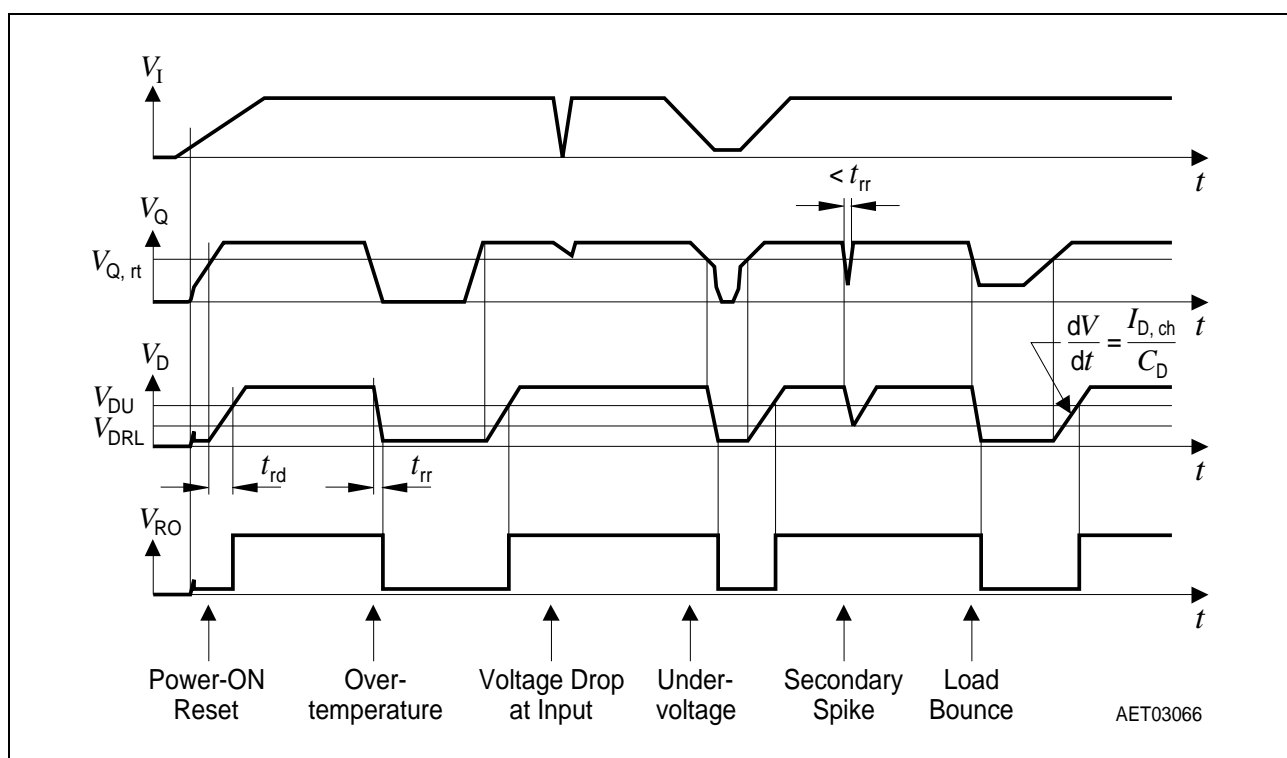 V_I
t
< t_rr
V_Q
V_Q, rt
t
dV/dt = I_D, ch/C_D
V_D
V_DU
V_DRL
t
t_rd
t_rr
V_RO
t
Power-ON
Reset
Over-
temperature
Voltage Drop
at Input
Under-
voltage
Secondary
Spike
Load
Bounce
AET03066